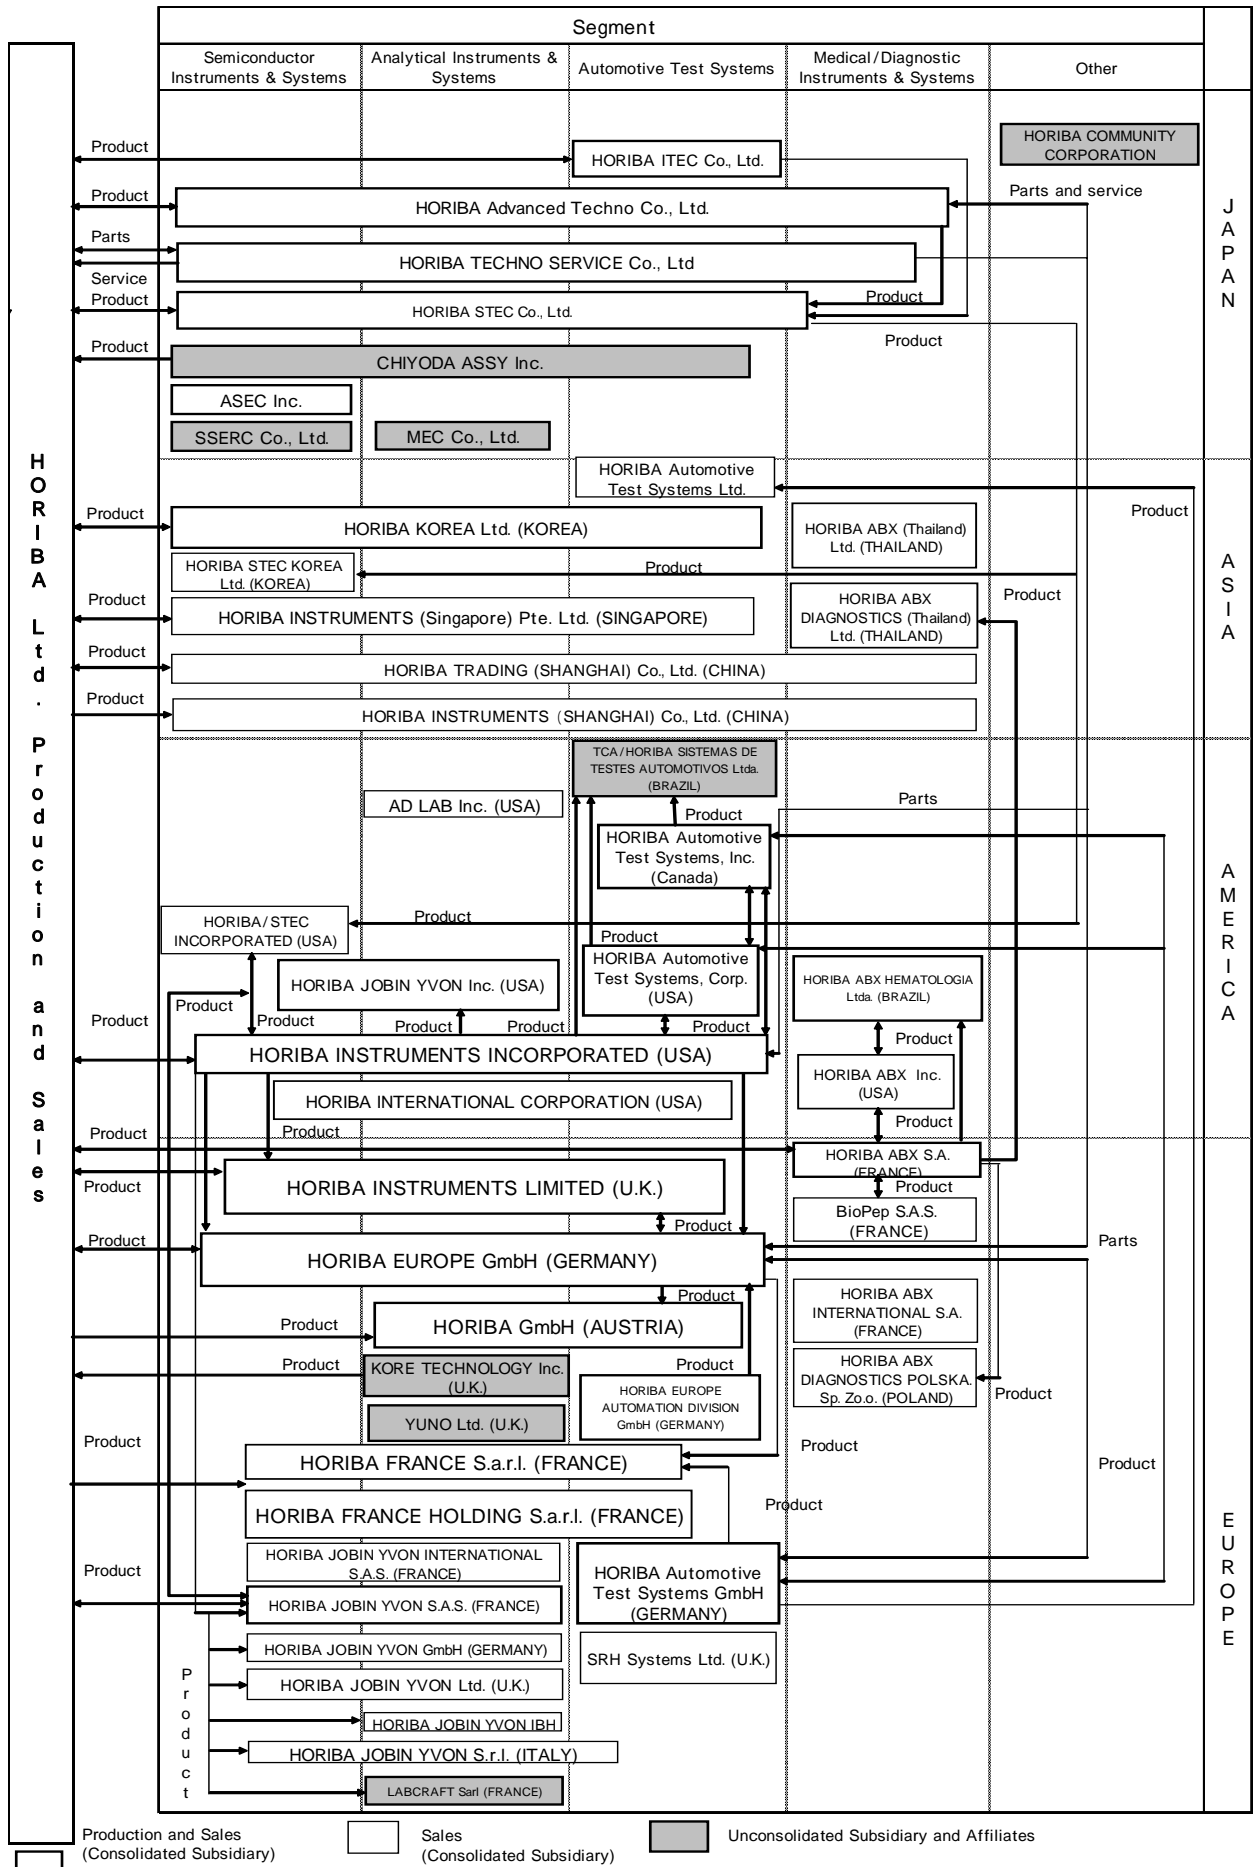 Segment
Semiconductor
Instruments & Systems
Analytical Instruments &
Systems
Automotive Test Systems
Medical/Diagnostic
Instruments & Systems
Other
HORIBA Ltd. Production and Sales
JAPAN
HORIBA COMMUNITY
CORPORATION
Product
HORIBA ITEC Co., Ltd.
Product
HORIBA Advanced Techno Co., Ltd.
Parts and service
Parts
HORIBA TECHNO SERVICE Co., Ltd
Service
Product
HORIBA STEC Co., Ltd.
Product
Product
Product
CHIYODA ASSY Inc.
ASEC Inc.
SSERC Co., Ltd.
MEC Co., Ltd.
ASIA
HORIBA Automotive
Test Systems Ltd.
Product
Product
HORIBA KOREA Ltd. (KOREA)
HORIBA ABX (Thailand)
Ltd. (THAILAND)
HORIBA STEC KOREA
Ltd. (KOREA)
Product
Product
Product
HORIBA INSTRUMENTS (Singapore) Pte. Ltd. (SINGAPORE)
HORIBA ABX
DIAGNOSTICS (Thailand)
Ltd. (THAILAND)
Product
HORIBA TRADING (SHANGHAI) Co., Ltd. (CHINA)
Product
HORIBA INSTRUMENTS (SHANGHAI) Co., Ltd. (CHINA)
AMERICA
TCA/HORIBA SISTEMAS DE
TESTES AUTOMOTIVOS Ltda.
(BRAZIL)
AD LAB Inc. (USA)
Parts
Product
HORIBA Automotive
Test Systems, Inc.
(Canada)
HORIBA/STEC
INCORPORATED (USA)
Product
Product
HORIBA Automotive
Test Systems, Corp.
(USA)
HORIBA JOBIN YVON Inc. (USA)
HORIBA ABX HEMATOLOGIA
Ltda. (BRAZIL)
Product
Product
Product
Product
Product
Product
Product
HORIBA INSTRUMENTS INCORPORATED (USA)
HORIBA ABX Inc.
(USA)
HORIBA INTERNATIONAL CORPORATION (USA)
Product
Product
Product
EUROPE
HORIBA ABX S.A.
(FRANCE)
HORIBA INSTRUMENTS LIMITED (U.K.)
Product
Product
BioPep S.A.S.
(FRANCE)
Product
Product
Parts
HORIBA EUROPE GmbH (GERMANY)
Product
HORIBA ABX
INTERNATIONAL S.A.
(FRANCE)
Product
HORIBA GmbH (AUSTRIA)
Product
KORE TECHNOLOGY Inc.
(U.K.)
Product
HORIBA EUROPE
AUTOMATION DIVISION
GmbH (GERMANY)
HORIBA ABX
DIAGNOSTICS POLSKA.
Sp. Zo.o. (POLAND)
Product
YUNO Ltd. (U.K.)
Product
Product
HORIBA FRANCE S.a.r.l. (FRANCE)
Product
Product
HORIBA FRANCE HOLDING S.a.r.l. (FRANCE)
HORIBA JOBIN YVON INTERNATIONAL
S.A.S. (FRANCE)
Product
HORIBA Automotive
Test Systems GmbH
(GERMANY)
HORIBA JOBIN YVON S.A.S. (FRANCE)
HORIBA JOBIN YVON GmbH (GERMANY)
SRH Systems Ltd. (U.K.)
Product
HORIBA JOBIN YVON Ltd. (U.K.)
HORIBA JOBIN YVON IBH
HORIBA JOBIN YVON S.r.l. (ITALY)
LABCRAFT Sarl (FRANCE)
Production and Sales
(Consolidated Subsidiary)
Sales
(Consolidated Subsidiary)
Unconsolidated Subsidiary and Affiliates